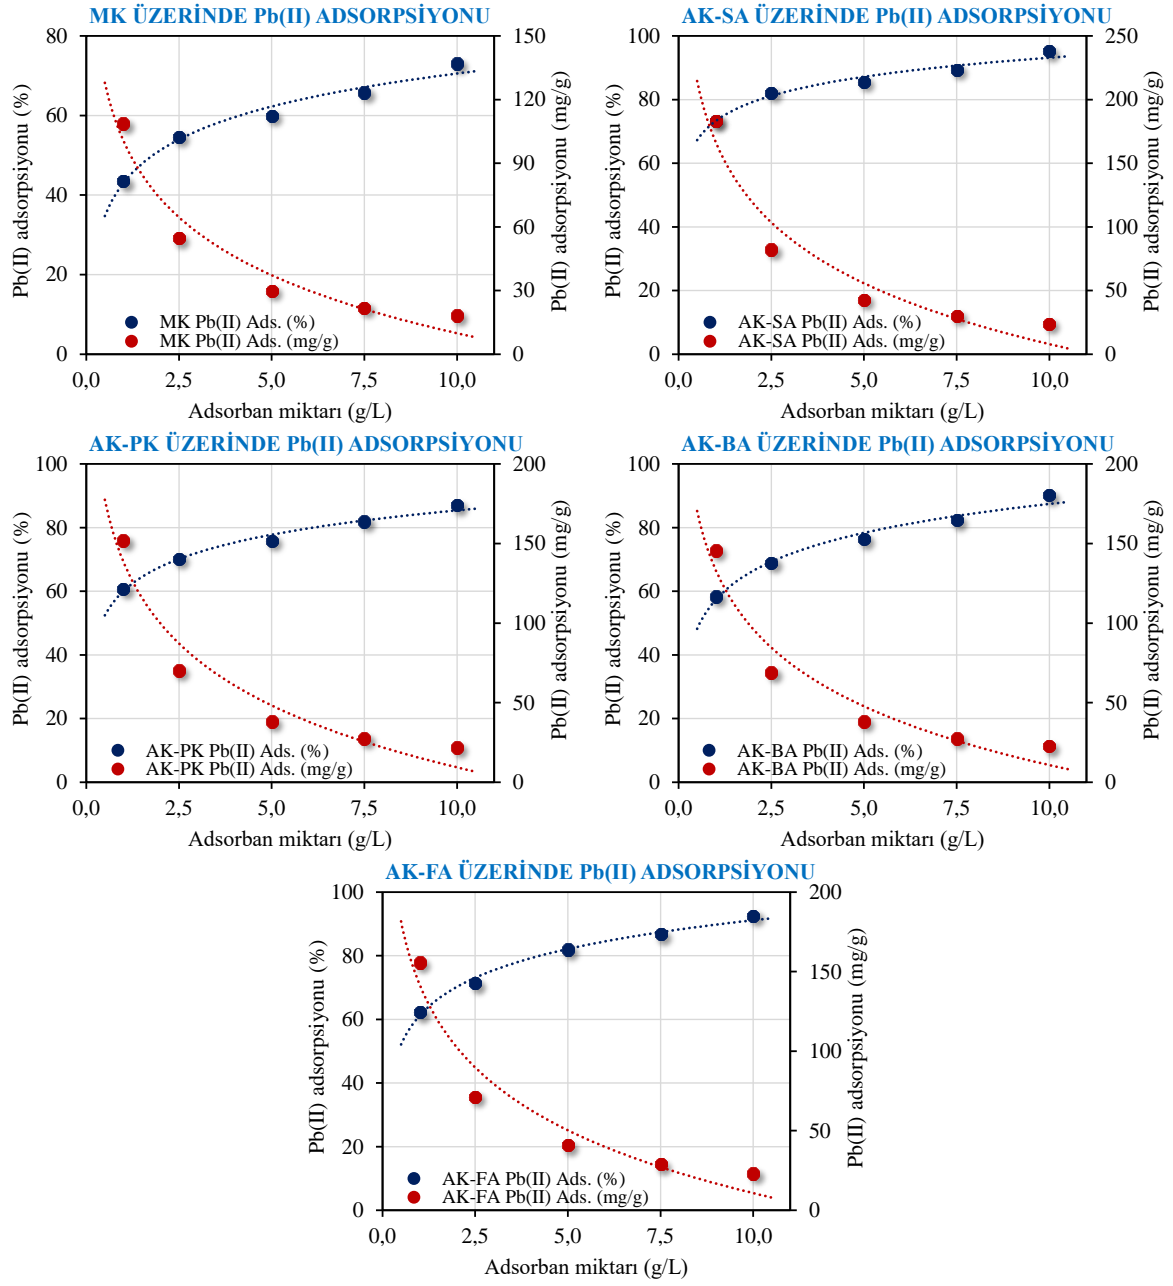 MK ÜZERİNDE Pb(II) ADSORPSİYONU
80
60
40
20
0
Pb(II) adsorpsiyonu (%)
150
120
90
60
30
0
Pb(II) adsorpsiyonu (mg/g)
MK Pb(II) Ads. (%)
MK Pb(II) Ads. (mg/g)
0,0 2,5 5,0 7,5 10,0
Adsorban miktarı (g/L)
AK-SA ÜZERİNDE Pb(II) ADSORPSİYONU
100
80
60
40
20
0
Pb(II) adsorpsiyonu (%)
250
200
150
100
50
0
Pb(II) adsorpsiyonu (mg/g)
AK-SA Pb(II) Ads. (%)
AK-SA Pb(II) Ads. (mg/g)
0,0 2,5 5,0 7,5 10,0
Adsorban miktarı (g/L)
AK-PK ÜZERİNDE Pb(II) ADSORPSİYONU
100
80
60
40
20
0
Pb(II) adsorpsiyonu (%)
200
150
100
50
0
Pb(II) adsorpsiyonu (mg/g)
AK-PK Pb(II) Ads. (%)
AK-PK Pb(II) Ads. (mg/g)
0,0 2,5 5,0 7,5 10,0
Adsorban miktarı (g/L)
AK-BA ÜZERİNDE Pb(II) ADSORPSİYONU
100
80
60
40
20
0
Pb(II) adsorpsiyonu (%)
200
150
100
50
0
Pb(II) adsorpsiyonu (mg/g)
AK-BA Pb(II) Ads. (%)
AK-BA Pb(II) Ads. (mg/g)
0,0 2,5 5,0 7,5 10,0
Adsorban miktarı (g/L)
AK-FA ÜZERİNDE Pb(II) ADSORPSİYONU
100
80
60
40
20
0
Pb(II) adsorpsiyonu (%)
200
150
100
50
0
Pb(II) adsorpsiyonu (mg/g)
AK-FA Pb(II) Ads. (%)
AK-FA Pb(II) Ads. (mg/g)
0,0 2,5 5,0 7,5 10,0
Adsorban miktarı (g/L)